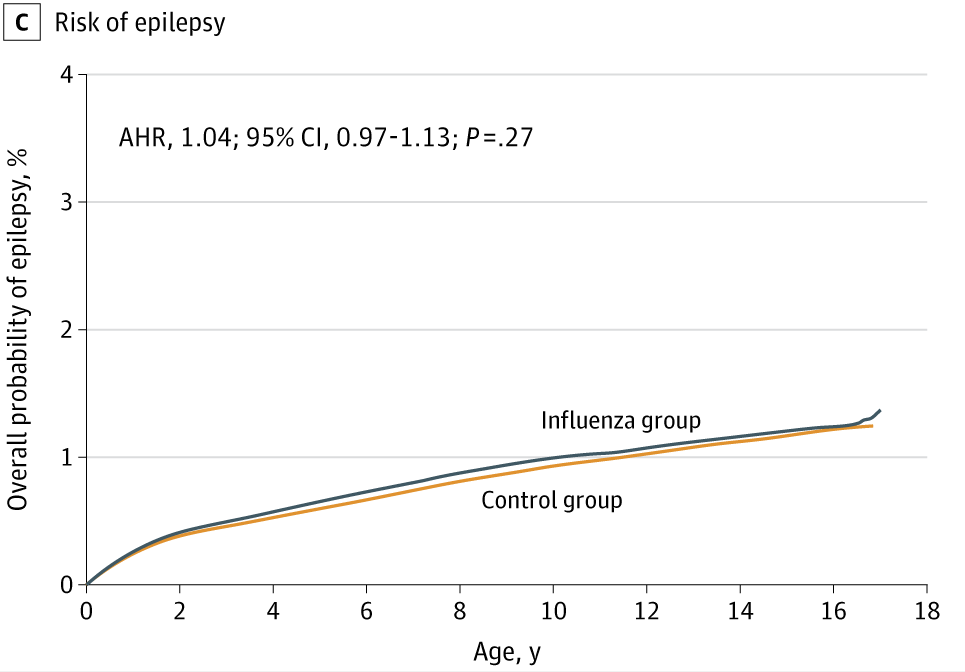 C Risk of epilepsy
Overall probability of epilepsy, %
4
3
2
1
0
AHR, 1.04; 95% CI, 0.97-1.13; P=.27
Influenza group
Control group
0 2 4 6 8 10 12 14 16 18
Age, y